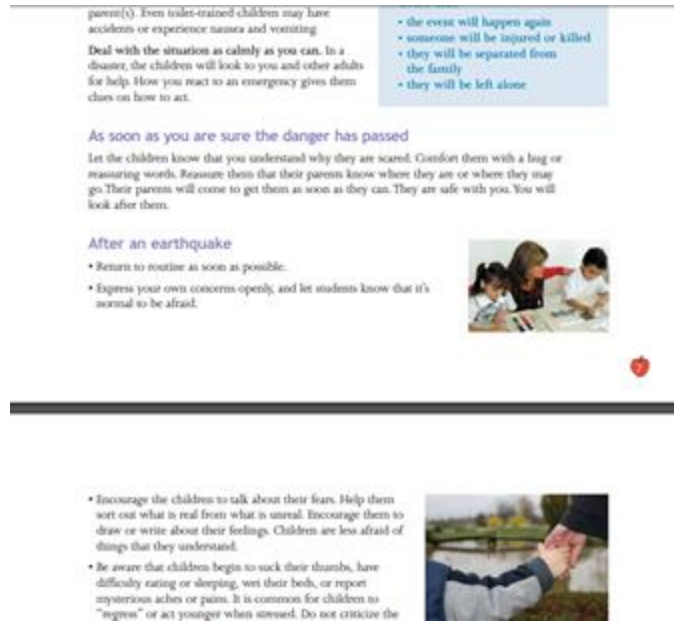 parent(s). Even toilet-trained children may have
accidents or experience nausea and vomiting
Deal with the situation as calmly as you can. In a
disaster, the children will look to you and other adults
for help. How you react to an emergency gives them
clues on how to act.
• the event will happen again
• someone will be injured or killed
• they will be separated from
the family
• they will be left alone
As soon as you are sure the danger has passed
Let the children know that you understand why they are scared. Comfort them with a hug or
reassuring words. Reassure them that their parents know where they are or where they may
go. Their parents will come to get them as soon as they can. They are safe with you. You will
look after them.
After an earthquake
• Return to routine as soon as possible.
• Express your own concerns openly, and let students know that it's
normal to be afraid.
7
• Encourage the children to talk about their fears. Help them
sort out what is real from what is unreal. Encourage them to
draw or write about their feelings. Children are less afraid of
things that they understand.
• Be aware that children begin to suck their thumbs, have
difficulty eating or sleeping, wet their beds, or report
mysterious aches or pains. It is common for children to
"regress" or act younger when stressed. Do not criticize the